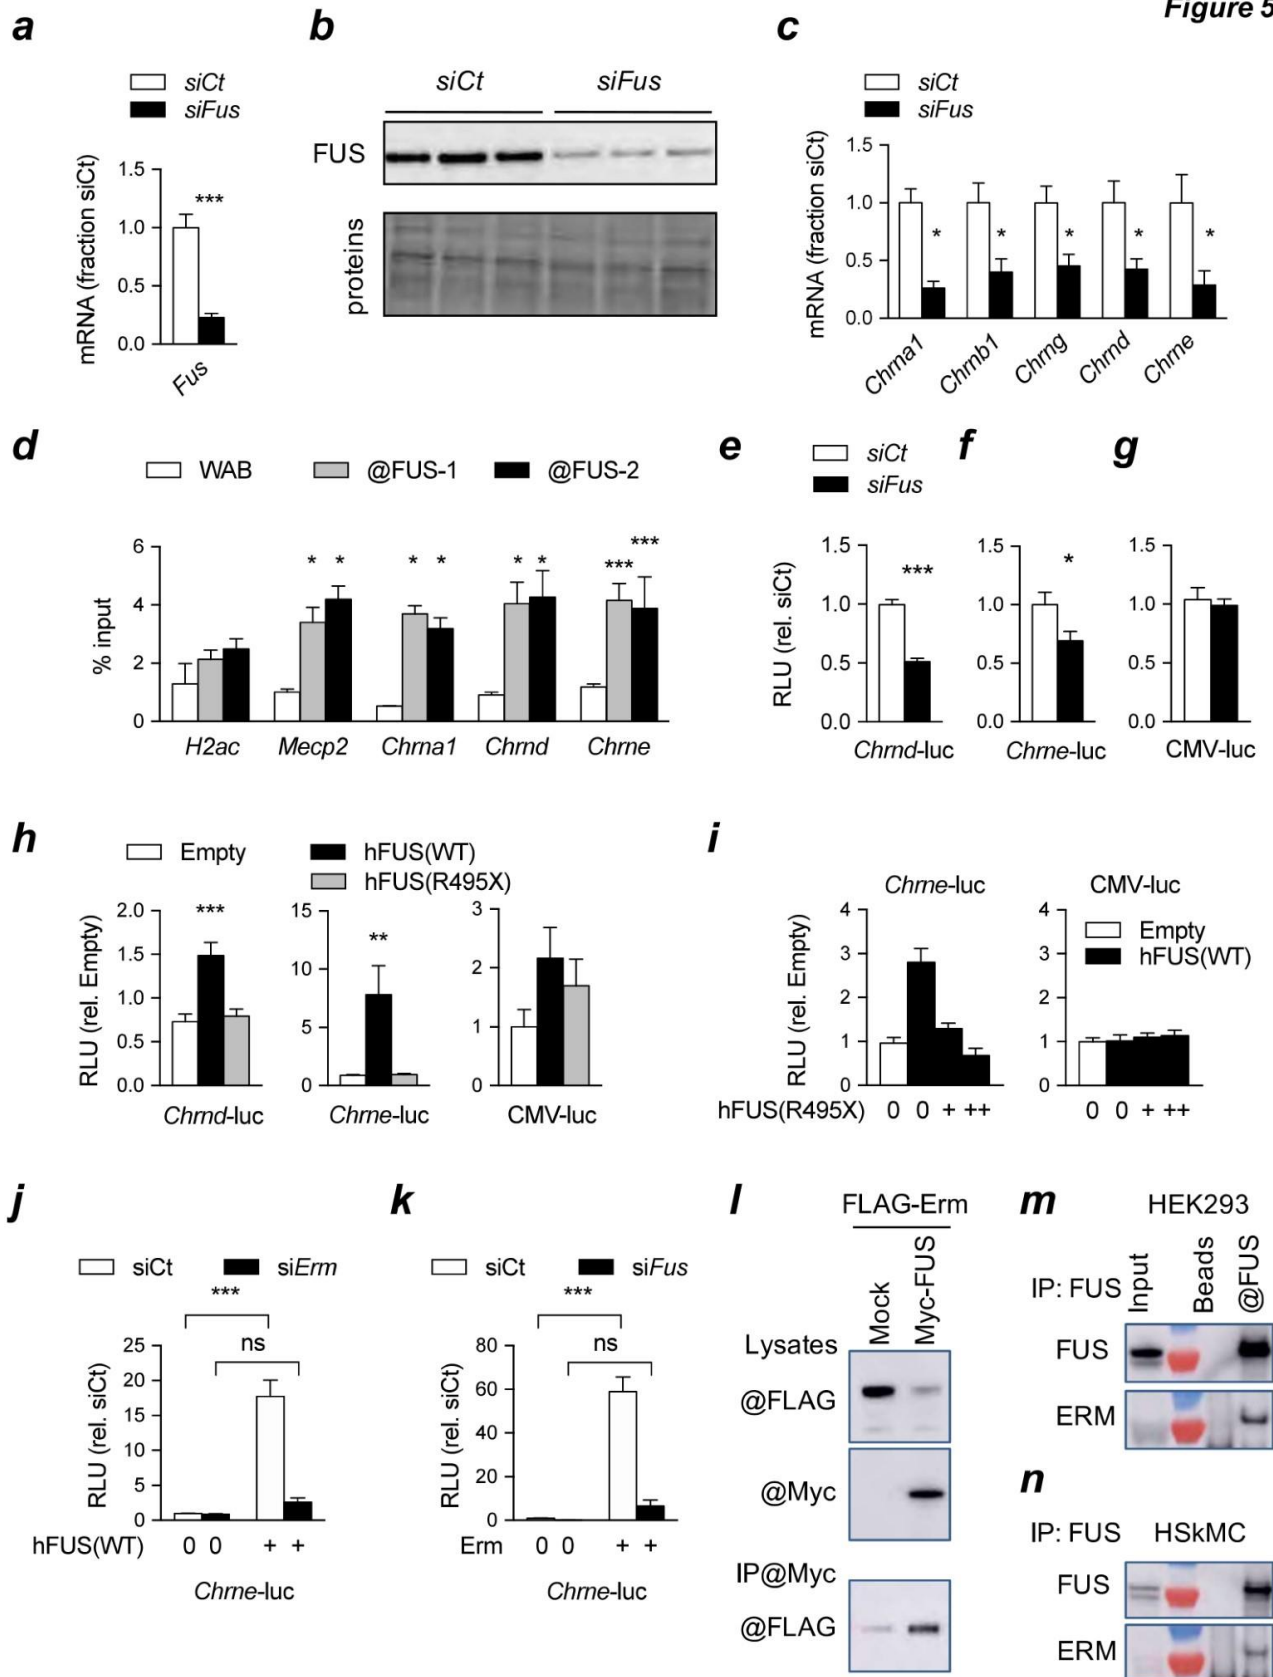 Figure 5
a
siCt
siFus
mRNA (fraction siCt)
1.5
1.0
0.5
0.0
***
Fus
b
siCt
siFus
FUS
proteins
c
siCt
siFus
mRNA (fraction siCt)
1.5
1.0
0.5
0.0
* * * * *
Chrna1 Chrnb1 Chrng Chrnd Chrne
d
WAB @FUS-1 @FUS-2
% input
6
4
2
0
* * * * * * *** ***
H2ac Mecp2 Chrna1 Chrnd Chrne
e
siCt
siFus
RLU (rel. siCt)
1.5
1.0
0.5
0.0
***
Chrnd-luc
f
1.5
1.0
0.5
0.0
*
Chrne-luc
g
1.5
1.0
0.5
0.0
CMV-luc
h
Empty hFUS(WT)
hFUS(R495X)
RLU (rel. Empty)
2.0
1.5
1.0
0.5
0.0
***
Chrnd-luc
15
10
5
0
**
Chrne-luc
3
2
1
0
CMV-luc
i
Chrne-luc
RLU (rel. Empty)
4
3
2
1
0
hFUS(R495X) 0 0 + ++
CMV-luc
Empty
hFUS(WT)
4
3
2
1
0
0 0 + ++
j
siCt siErm
***
ns
RLU (rel. siCt)
25
20
15
10
5
0
hFUS(WT) 0 0 + +
Chrne-luc
k
siCt siFus
***
ns
RLU (rel. siCt)
80
60
40
20
0
Erm 0 0 + +
Chrne-luc
l
FLAG-Erm
Mock
Myc-FUS
Lysates
@FLAG
@Myc
IP@Myc
@FLAG
m
HEK293
IP: FUS
Input
Beads
@FUS
FUS
ERM
n
IP: FUS HSkMC
FUS
ERM